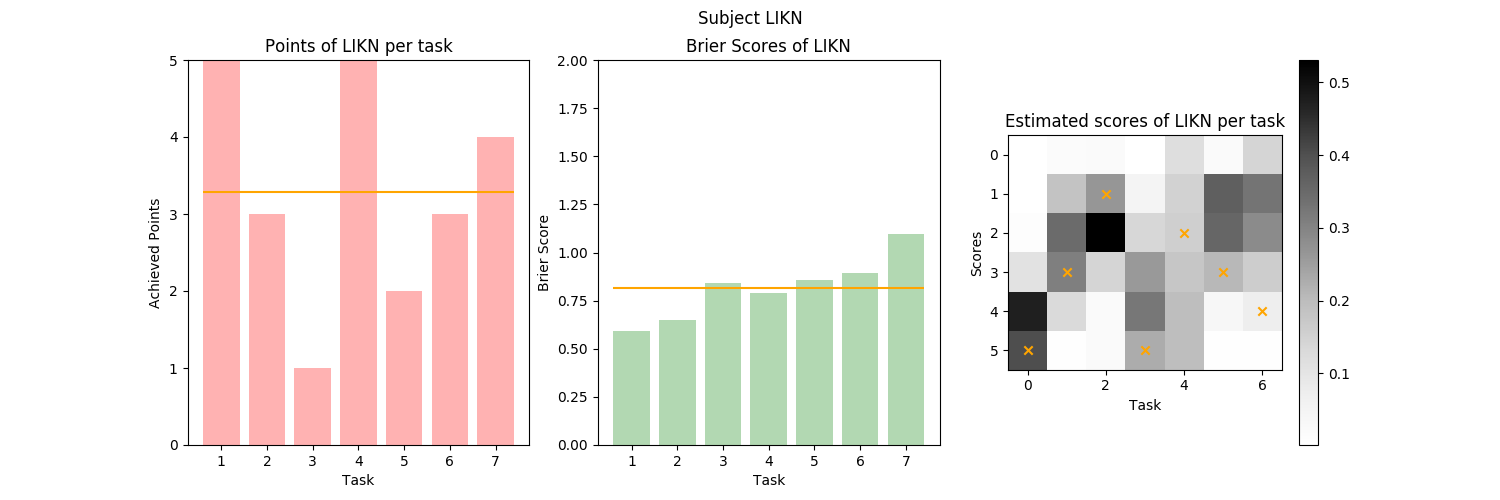 Subject LIKN
Points of LIKN per task
5
4
3
2
1
0
Achieved Points
1 2 3 4 5 6 7
Task
Brier Scores of LIKN
2.00
1.75
1.50
1.25
1.00
0.75
0.50
0.25
0.00
Brier Score
1 2 3 4 5 6 7
Task
Estimated scores of LIKN per task
0
1
2
3
4
5
Scores
0 2 4 6
Task
0.5
0.4
0.3
0.2
0.1